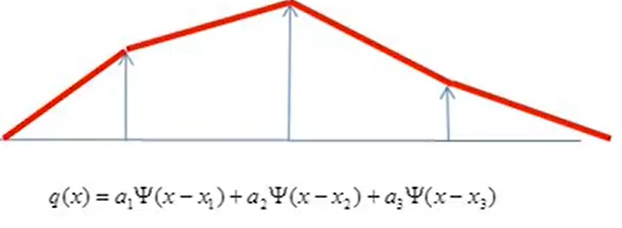 q(x) = a₁Ψ(x − x₁) + a₂Ψ(x − x₂) + a₃Ψ(x − x₃)